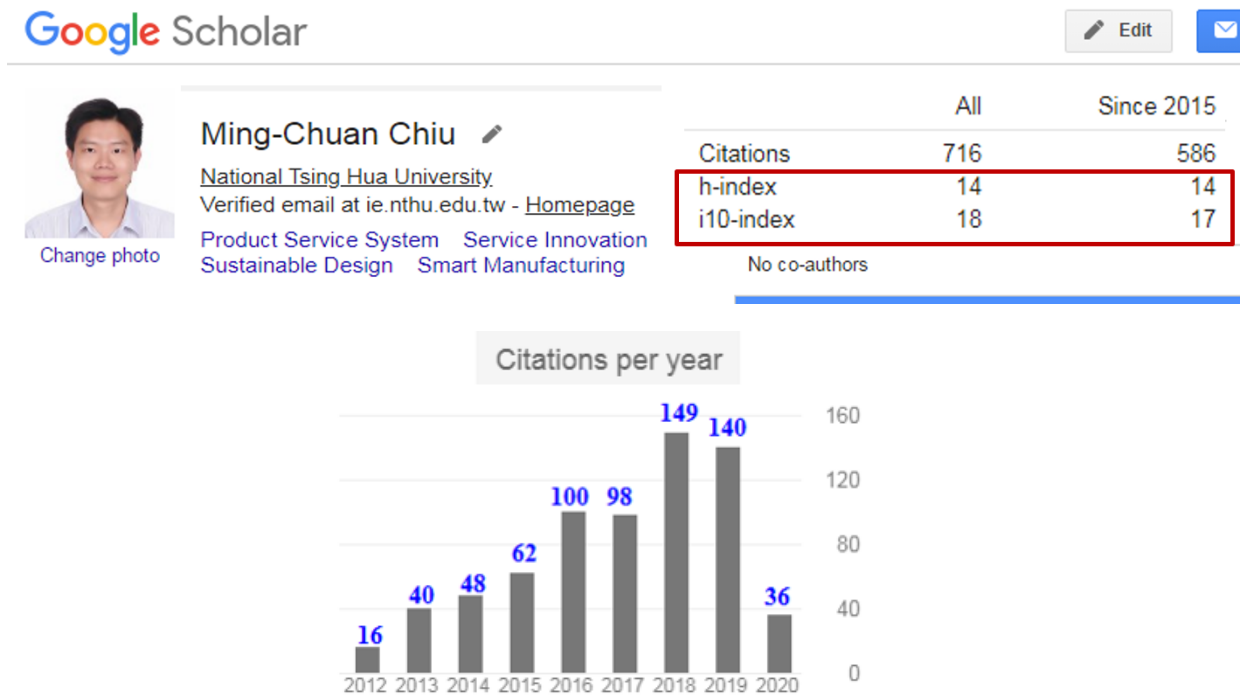 Google Scholar
Edit
Ming-Chuan Chiu
National Tsing Hua University
Verified email at ie.nthu.edu.tw - Homepage
Product Service System Service Innovation
Sustainable Design Smart Manufacturing
Change photo
All Since 2015
Citations 716 586
h-index 14 14
i10-index 18 17
No co-authors
Citations per year
149
140
100
98
62
48
40
36
16
160
120
80
40
0
2012 2013 2014 2015 2016 2017 2018 2019 2020